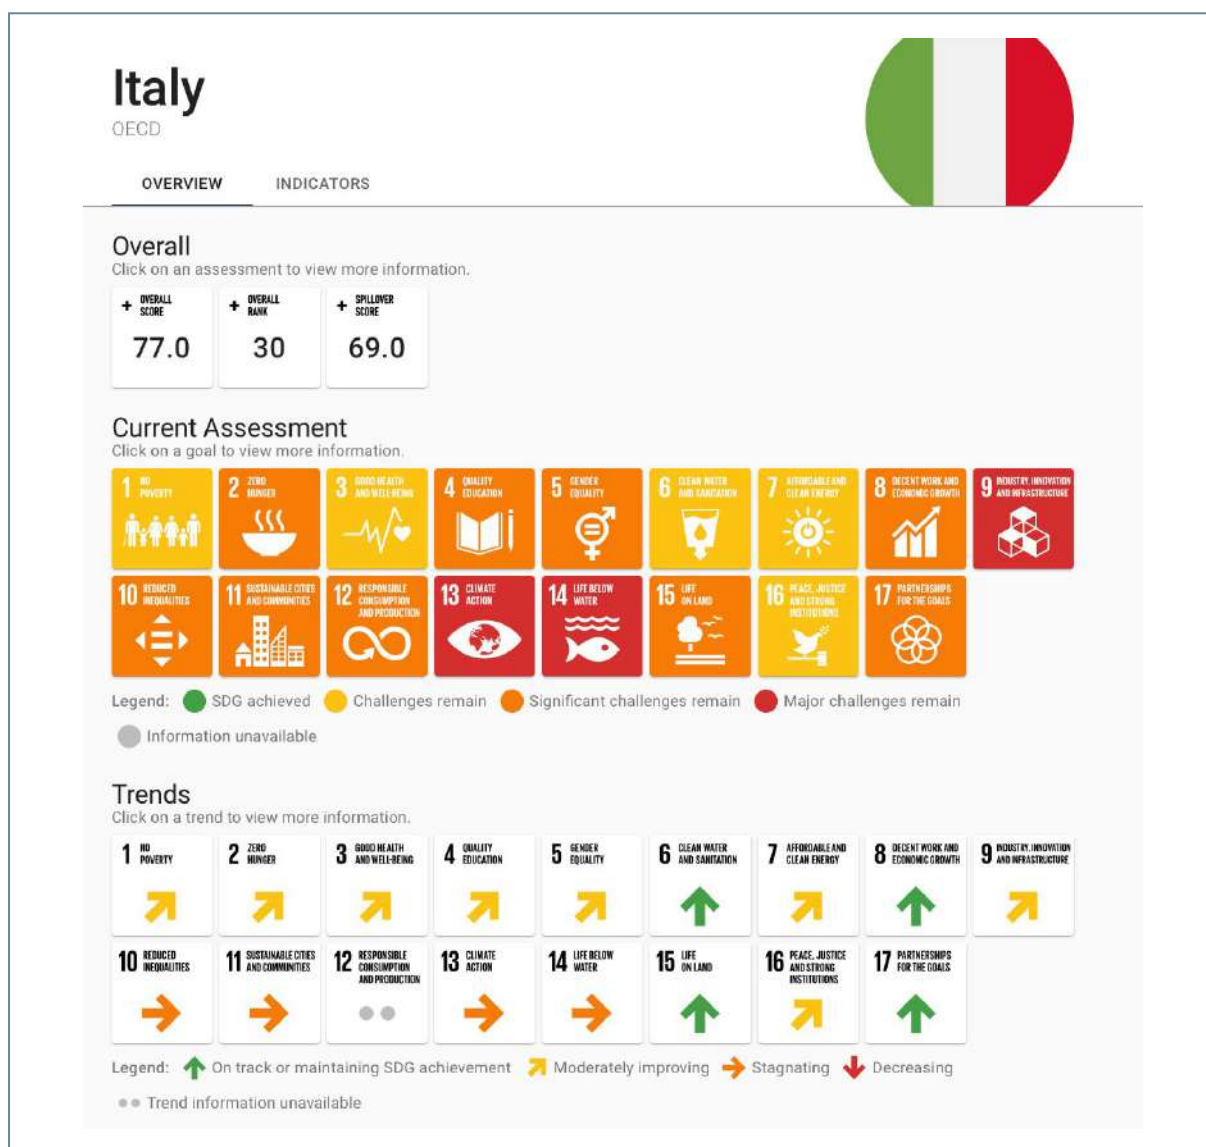 Italy
OECD
OVERVIEW INDICATORS
Overall
Click on an assessment to view more information.
+ OVERALL SCORE
77.0
+ OVERALL RANK
30
+ SPILLOVER SCORE
69.0
Current Assessment
Click on a goal to view more information.
1 NO POVERTY
2 ZERO HUNGER
3 GOOD HEALTH AND WELL-BEING
4 QUALITY EDUCATION
5 GENDER EQUALITY
6 CLEAN WATER AND SANITATION
7 AFFORDABLE AND CLEAN ENERGY
8 DECENT WORK AND ECONOMIC GROWTH
9 INDUSTRY, INNOVATION AND INFRASTRUCTURE
10 REDUCED INEQUALITIES
11 SUSTAINABLE CITIES AND COMMUNITIES
12 RESPONSIBLE CONSUMPTION AND PRODUCTION
13 CLIMATE ACTION
14 LIFE BELOW WATER
15 LIFE ON LAND
16 PEACE, JUSTICE AND STRONG INSTITUTIONS
17 PARTNERSHIPS FOR THE GOALS
Legend: SDG achieved Challenges remain Significant challenges remain Major challenges remain
Information unavailable
Trends
Click on a trend to view more information.
1 NO POVERTY
2 ZERO HUNGER
3 GOOD HEALTH AND WELL-BEING
4 QUALITY EDUCATION
5 GENDER EQUALITY
6 CLEAN WATER AND SANITATION
7 AFFORDABLE AND CLEAN ENERGY
8 DECENT WORK AND ECONOMIC GROWTH
9 INDUSTRY, INNOVATION AND INFRASTRUCTURE
10 REDUCED INEQUALITIES
11 SUSTAINABLE CITIES AND COMMUNITIES
12 RESPONSIBLE CONSUMPTION AND PRODUCTION
13 CLIMATE ACTION
14 LIFE BELOW WATER
15 LIFE ON LAND
16 PEACE, JUSTICE AND STRONG INSTITUTIONS
17 PARTNERSHIPS FOR THE GOALS
Legend: On track or maintaining SDG achievement Moderately improving Stagnating Decreasing
Trend information unavailable